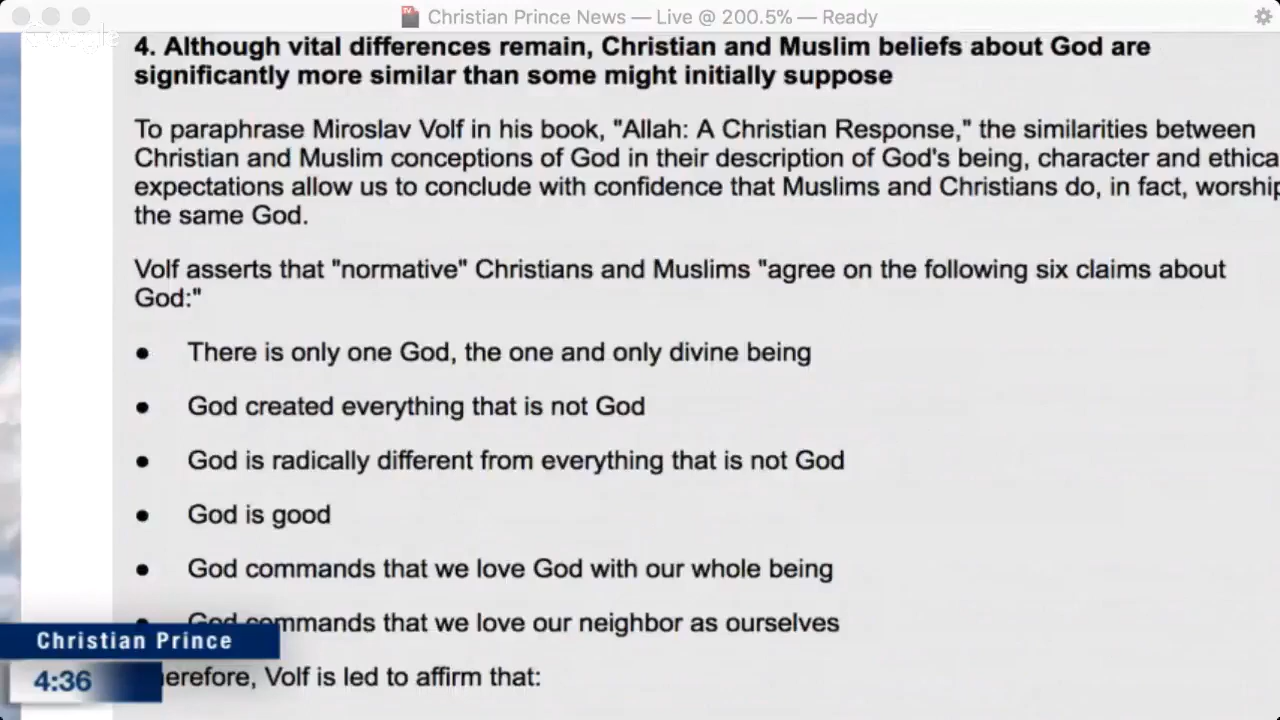 Christian Prince News — Live @ 200.5% — Ready
Google
4. Although vital differences remain, Christian and Muslim beliefs about God are
significantly more similar than some might initially suppose
To paraphrase Miroslav Volf in his book, "Allah: A Christian Response," the similarities between
Christian and Muslim conceptions of God in their description of God's being, character and ethica
expectations allow us to conclude with confidence that Muslims and Christians do, in fact, worship
the same God.
Volf asserts that "normative" Christians and Muslims "agree on the following six claims about
God:"
● There is only one God, the one and only divine being
● God created everything that is not God
● God is radically different from everything that is not God
● God is good
● God commands that we love God with our whole being
● God commands that we love our neighbor as ourselves
Christian Prince
erefore, Volf is led to affirm that:
4:36